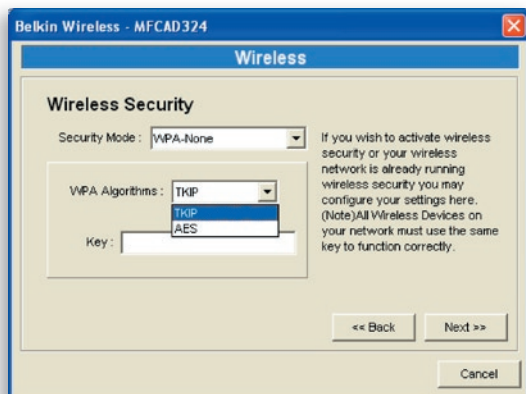 Belkin Wireless - MFCAD324
Wireless
Wireless Security
Security Mode : WPA-None
If you wish to activate wireless
security or your wireless
network is already running
wireless security you may
configure your settings here.
(Note)All Wireless Devices on
your network must use the same
key to function correctly.
WPA Algorithms : TKIP
TKIP
AES
Key :
<< Back
Next >>
Cancel